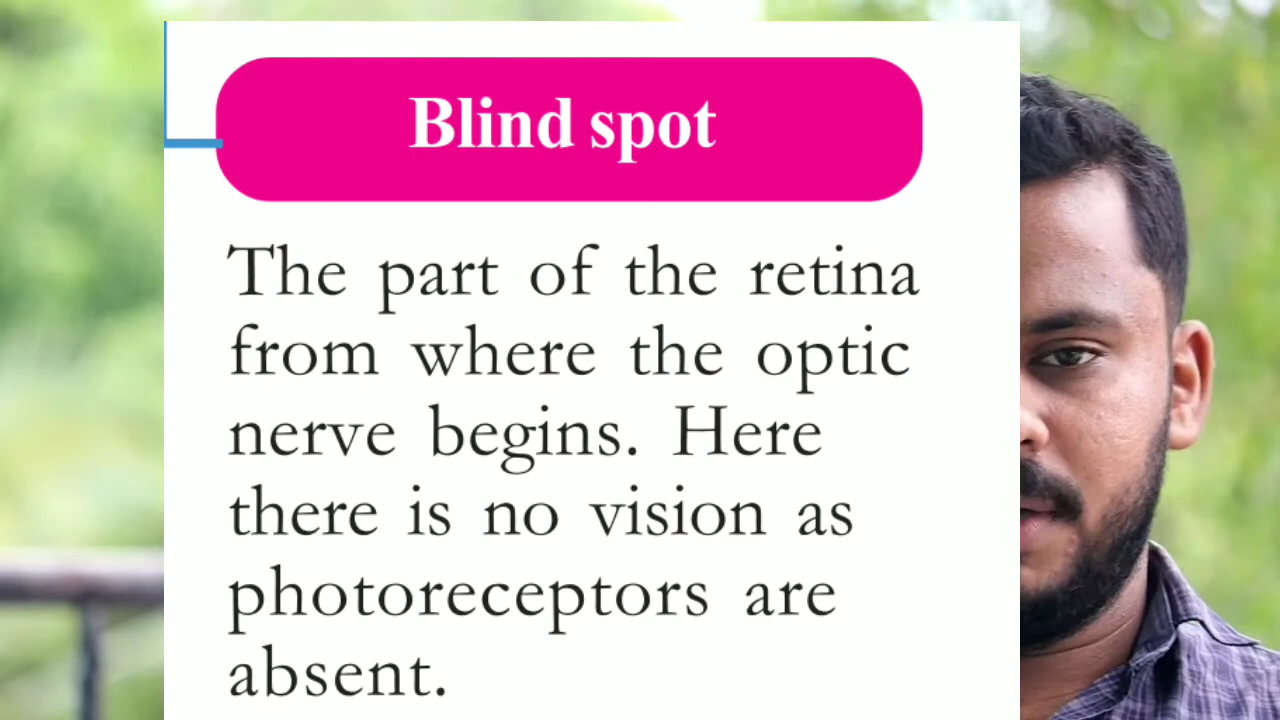 Blind spot
The part of the retina
from where the optic
nerve begins. Here
there is no vision as
photoreceptors are
absent.